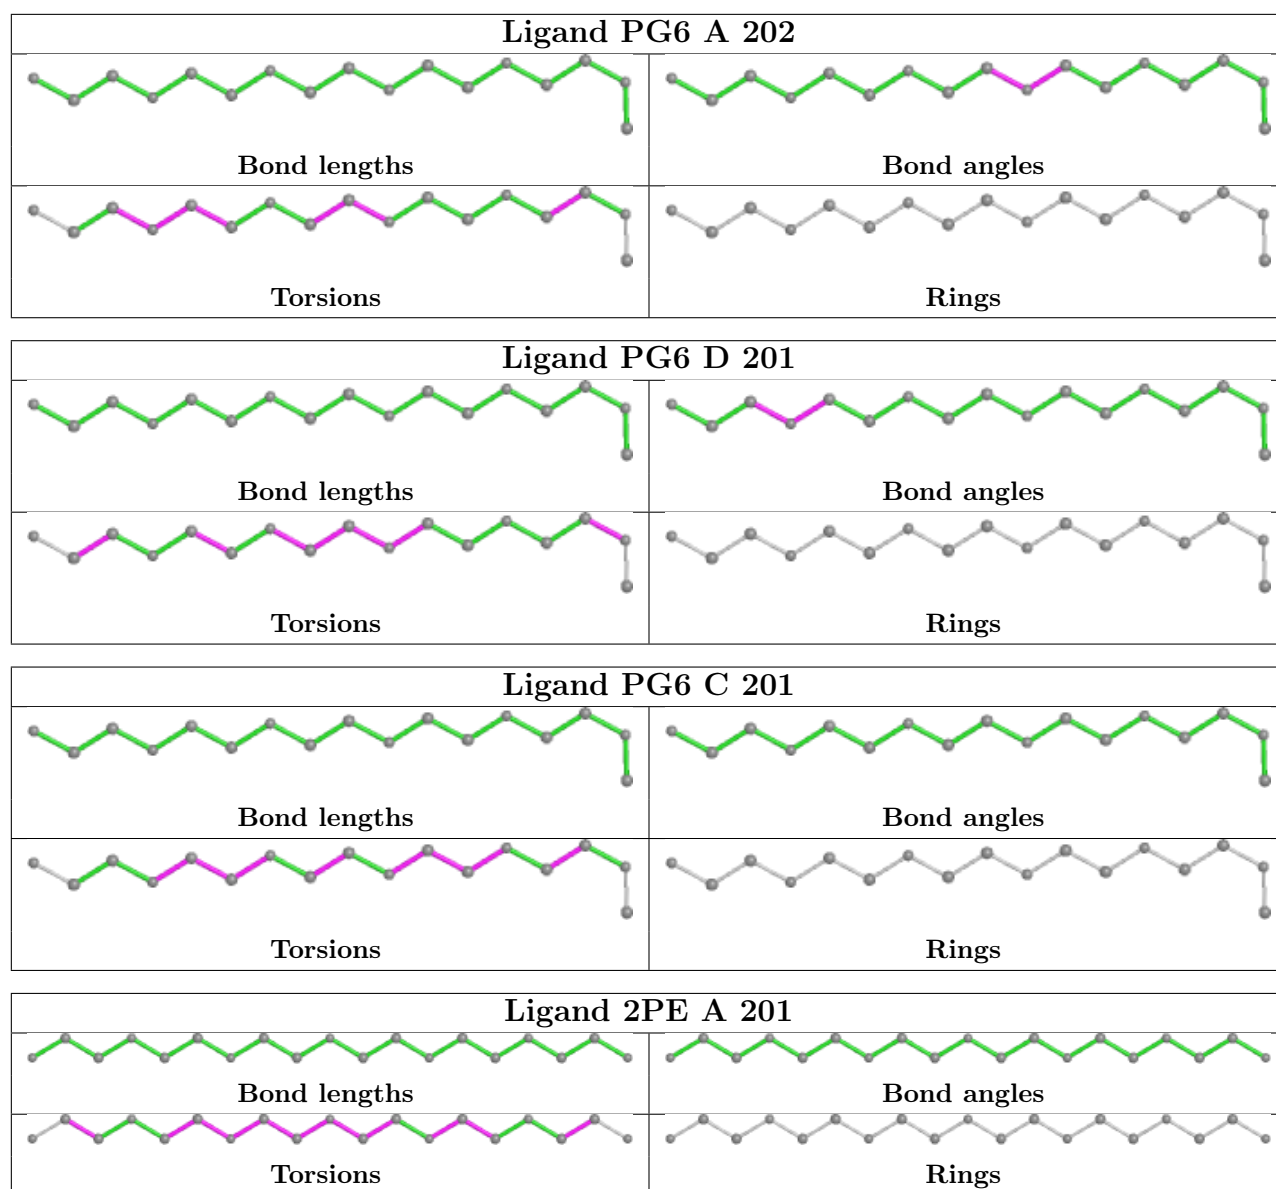 Ligand PG6 A 202
Bond lengths Bond angles
Torsions Rings
Ligand PG6 D 201
Bond lengths Bond angles
Torsions Rings
Ligand PG6 C 201
Bond lengths Bond angles
Torsions Rings
Ligand 2PE A 201
Bond lengths Bond angles
Torsions Rings